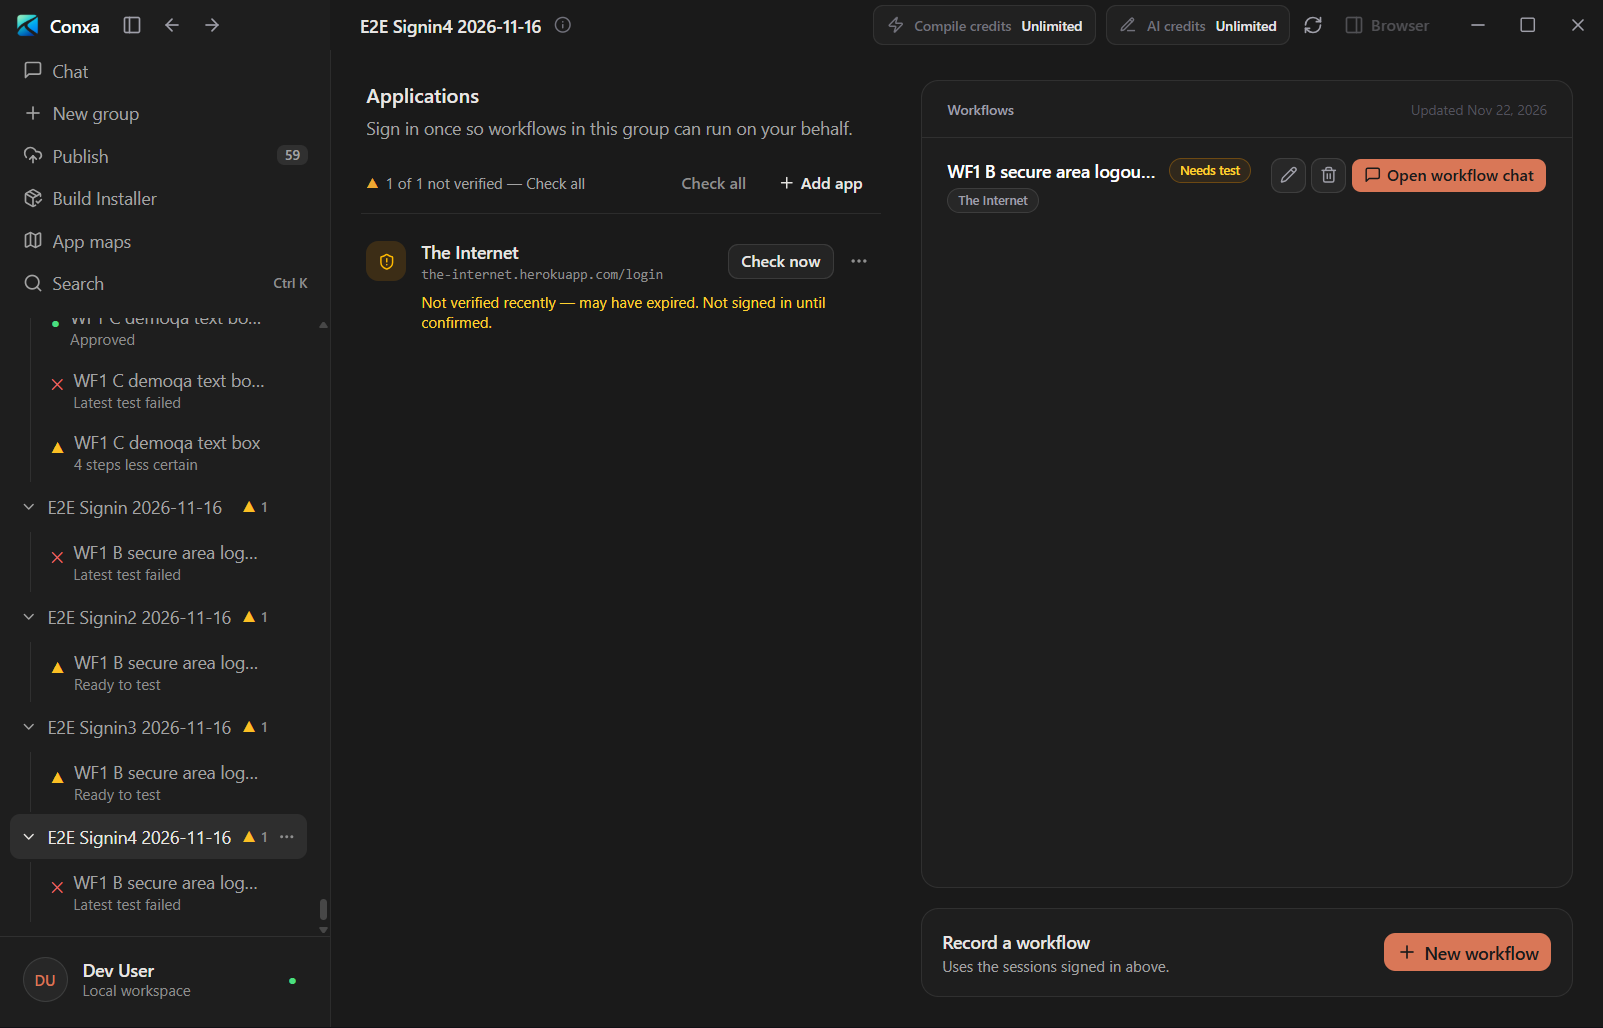 Conxa
Chat
New group
Publish 59
Build Installer
App maps
Search Ctrl K
WF1 C demoqa text bo...
Approved
WF1 C demoqa text bo...
Latest test failed
WF1 C demoqa text box
4 steps less certain
E2E Signin 2026-11-16 1
WF1 B secure area log...
Latest test failed
E2E Signin2 2026-11-16 1
WF1 B secure area log...
Ready to test
E2E Signin3 2026-11-16 1
WF1 B secure area log...
Ready to test
E2E Signin4 2026-11-16 1 ...
WF1 B secure area log...
Latest test failed
DU
Dev User
Local workspace
E2E Signin4 2026-11-16
Compile credits Unlimited
AI credits Unlimited
Browser
Applications
Sign in once so workflows in this group can run on your behalf.
1 of 1 not verified — Check all
Check all
Add app
The Internet
the-internet.herokuapp.com/login
Check now
Not verified recently — may have expired. Not signed in until
confirmed.
Workflows
Updated Nov 22, 2026
WF1 B secure area logou...
Needs test
Open workflow chat
The Internet
Record a workflow
Uses the sessions signed in above.
New workflow